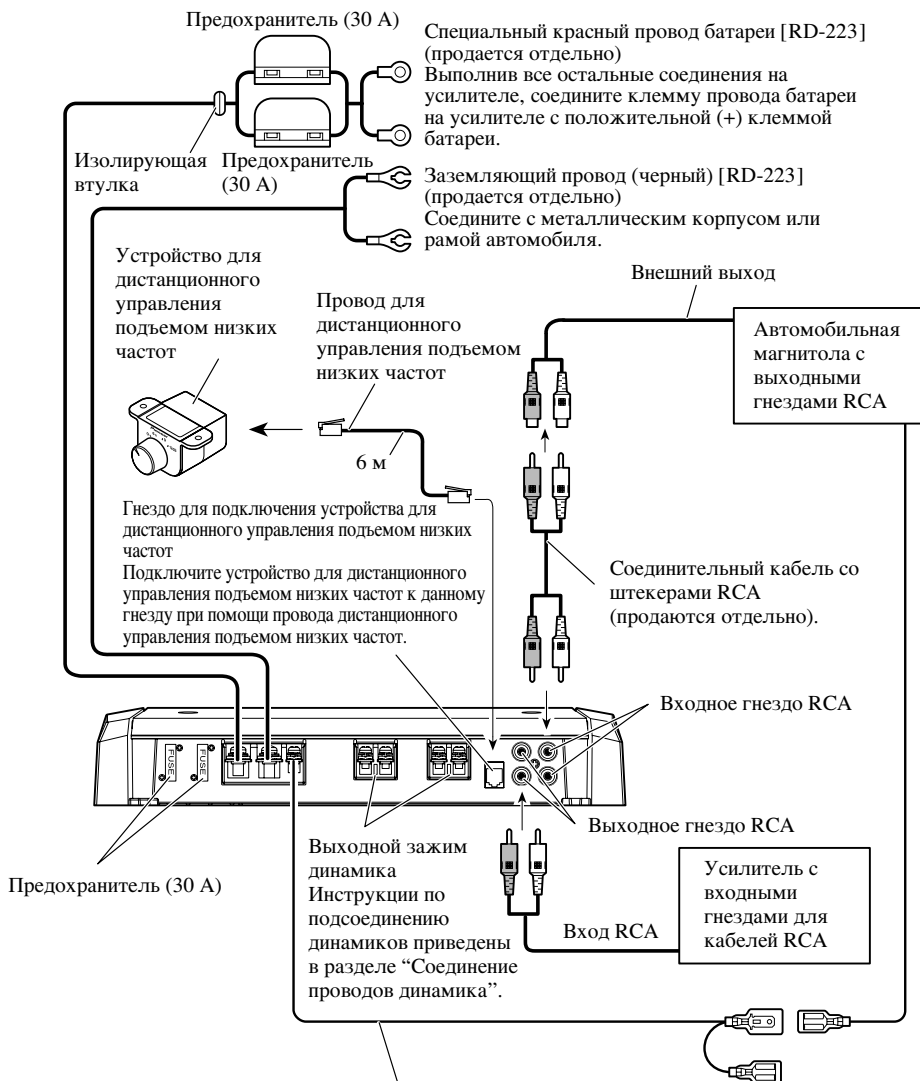 Предохранитель (30 А)
Специальный красный провод батареи [RD-223]
(продается отдельно)
Выполнив все остальные соединения на
усилителе, соедините клемму провода батареи
на усилителе с положительной (+) клеммой
батареи.
Изолирующая
втулка
Предохранитель
(30 А)
Заземляющий провод (черный) [RD-223]
(продается отдельно)
Соедините с металлическим корпусом или
рамой автомобиля.
Устройство для
дистанционного
управления
подъемом низких
частот
Провод для
дистанционного
управления подъемом
низких частот
6 м
Внешний выход
Автомобильная
магнитола с
выходными
гнездами RCA
Гнездо для подключения устройства для
дистанционного управления подъемом низких
частот
Подключите устройство для дистанционного
управления подъемом низких частот к данному
гнезду при помощи провода дистанционного
управления подъемом низких частот.
Соединительный кабель со
штекерами RCA
(продаются отдельно).
Входное гнездо RCA
FUSE
FUSE
Выходное гнездо RCA
Предохранитель (30 А)
Выходной зажим
динамика
Инструкции по
подсоединению
динамиков приведены
в разделе “Соединение
проводов динамика”.
Вход RCA
Усилитель с
входными
гнездами для
кабелей RCA